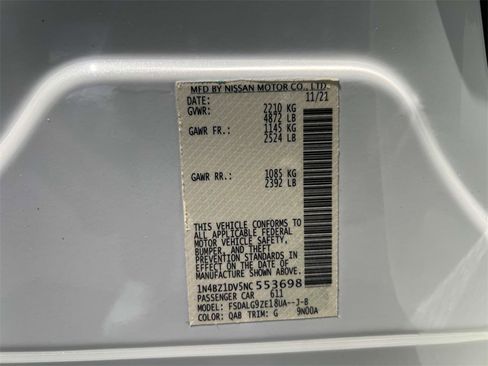 MFD BY NISSAN MOTOR CO., LTD.
DATE: 11/21
GVWR: 2210 KG
4872 LB
GAWR FR.: 1145 KG
2524 LB
GAWR RR.: 1085 KG
2392 LB
THIS VEHICLE CONFORMS TO
ALL APPLICABLE FEDERAL
MOTOR VEHICLE SAFETY,
BUMPER, AND THEFT
PREVENTION STANDARDS IN
EFFECT ON THE DATE OF
MANUFACTURE SHOWN ABOVE.
1N4BZ1DV5NC553698
PASSENGER CAR 611
MODEL: FSDALG9ZE18UA--J-B
COLOR: QAB TRIM: G 9N00A